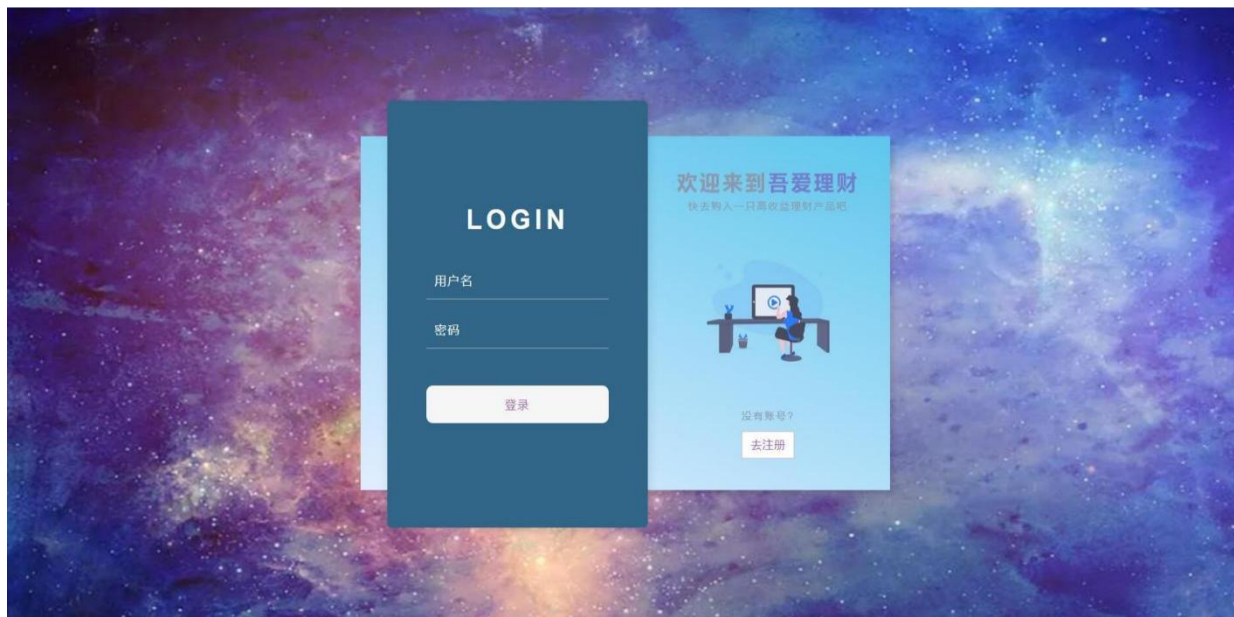 LOGIN
用户名
密码
登录
欢迎来到吾爱理财
快去购入一只高收益理财产品吧
没有账号?
去注册